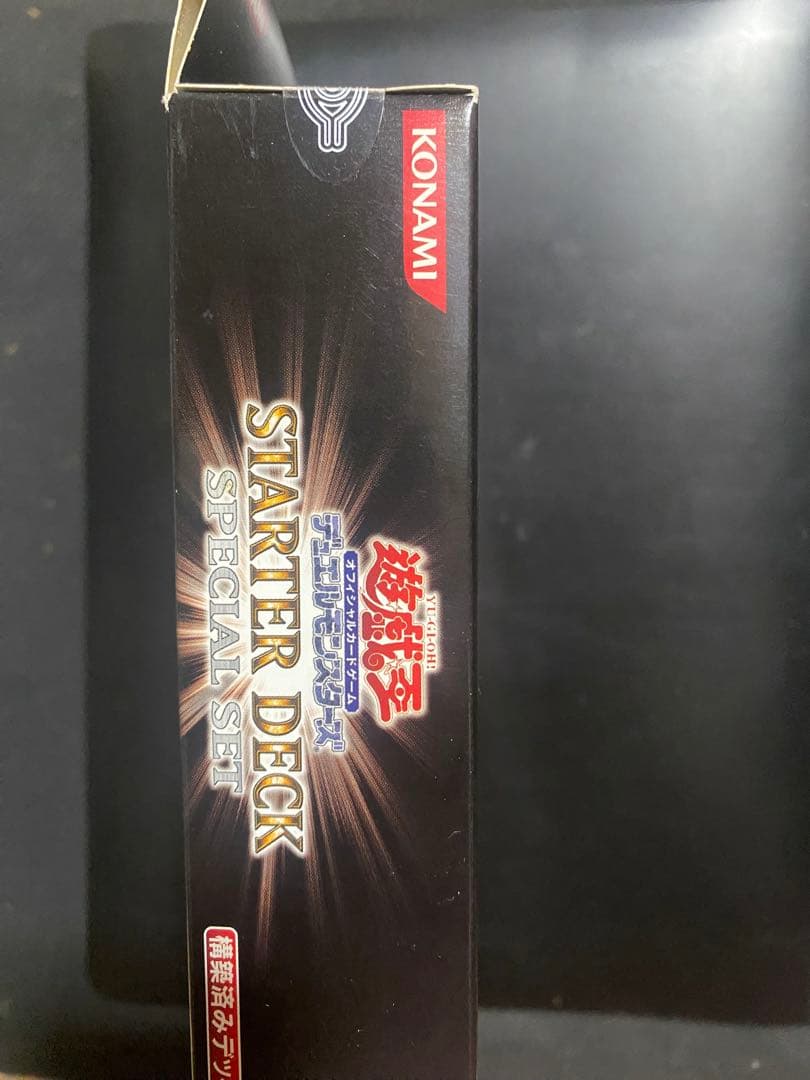 KONAMI
YU-GI-OH!
遊戯王
オフィシャルカードゲーム
デュエルモンスターズ
STARTER DECK
SPECIAL SET
構築済みデッ